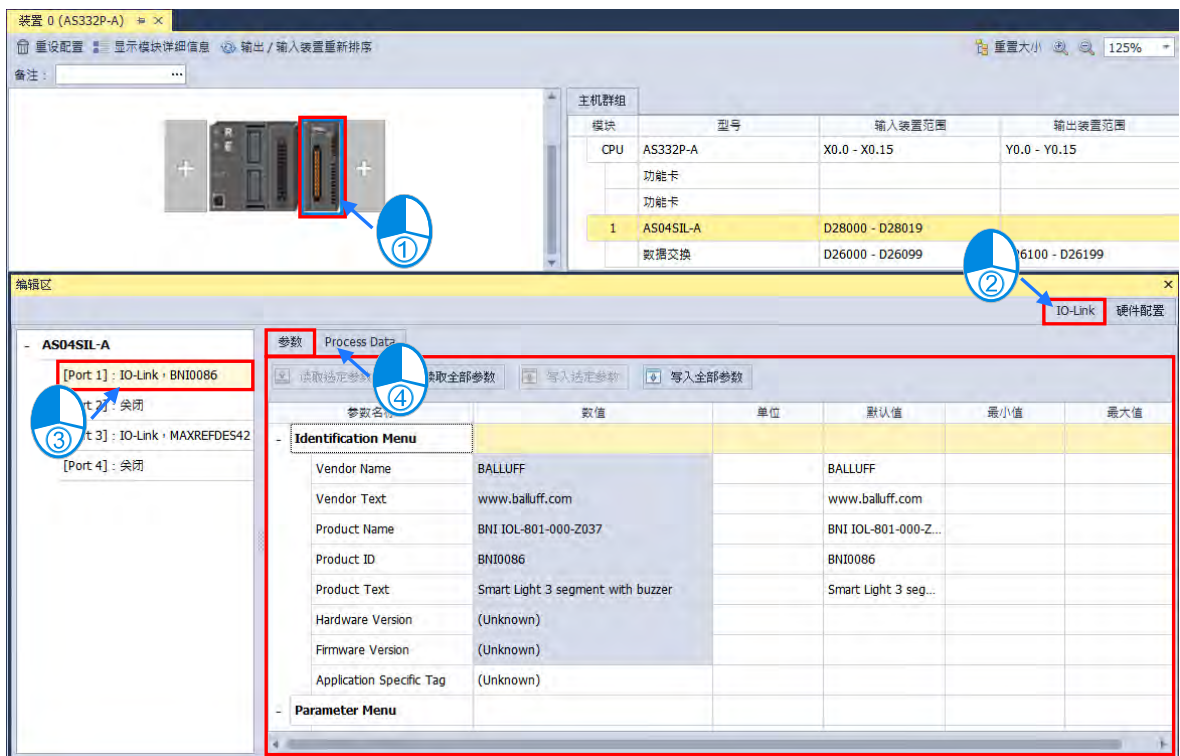 装置 0 (AS332P-A)
重设配置 显示模块详细信息 输出 / 输入装置重新排序 重置大小 125%
备注： ...
主机群组
模块 型号 输入装置范围 输出装置范围
CPU AS332P-A X0.0 - X0.15 Y0.0 - Y0.15
功能卡
功能卡
1 AS04SIL-A D28000 - D28019
数据交换 D26000 - D26099 26100 - D26199
①
②
编辑区
IO-Link 硬件配置
- AS04SIL-A
[Port 1] : IO-Link，BNI0086
rt 2] : 关闭
rt 3] : IO-Link，MAXREFDES42
[Port 4] : 关闭
③
参数 Process Data
读取选定参数 读取全部参数 写入选定参数 写入全部参数
④
参数名 数值 单位 默认值 最小值 最大值
- Identification Menu
Vendor Name BALLUFF BALLUFF
Vendor Text www.balluff.com www.balluff.com
Product Name BNI IOL-801-000-Z037 BNI IOL-801-000-Z...
Product ID BNI0086 BNI0086
Product Text Smart Light 3 segment with buzzer Smart Light 3 seg...
Hardware Version (Unknown)
Firmware Version (Unknown)
Application Specific Tag (Unknown)
- Parameter Menu